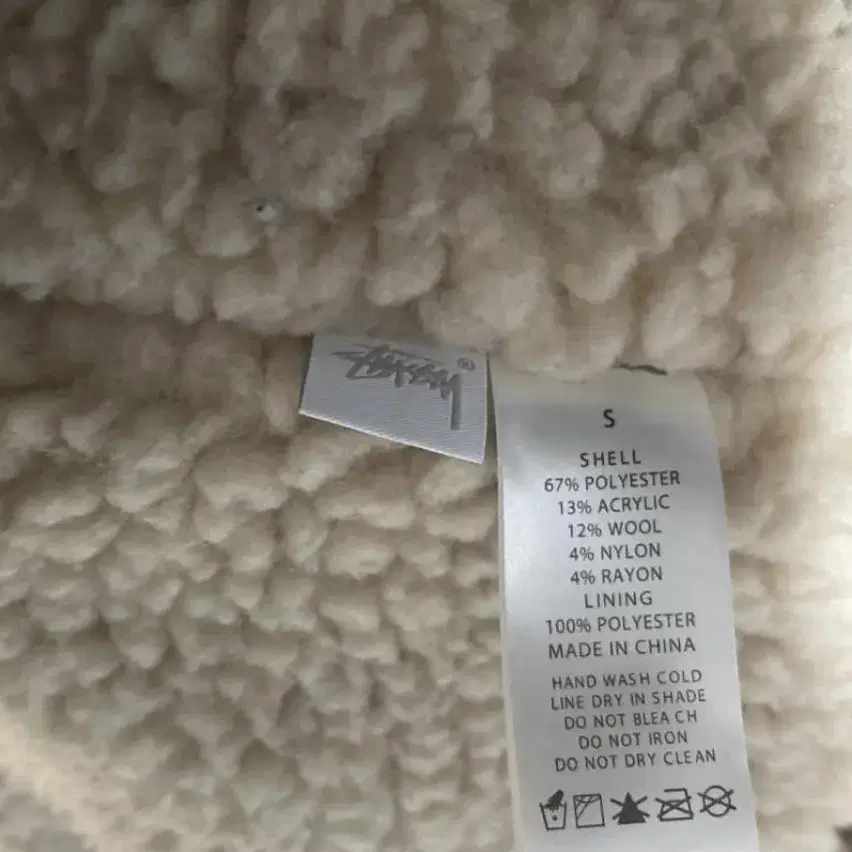 Stüssy ®
S
SHELL
67% POLYESTER
13% ACRYLIC
12% WOOL
4% NYLON
4% RAYON
LINING
100% POLYESTER
MADE IN CHINA
HAND WASH COLD
LINE DRY IN SHADE
DO NOT BLEA CH
DO NOT IRON
DO NOT DRY CLEAN